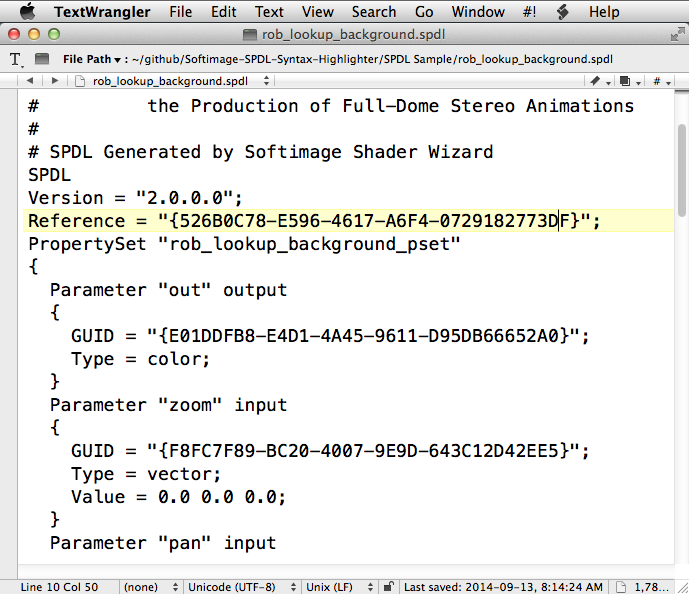 TextWrangler File Edit Text View Search Go Window #! Help
rob_lookup_background.spdl
File Path ▾ : ~/github/Softimage-SPDL-Syntax-Highlighter/SPDL Sample/rob_lookup_background.spdl
rob_lookup_background.spdl #
#          the Production of Full-Dome Stereo Animations
#
# SPDL Generated by Softimage Shader Wizard
SPDL
Version = "2.0.0.0";
Reference = "{526B0C78-E596-4617-A6F4-0729182773DF}";
PropertySet "rob_lookup_background_pset"
{
  Parameter "out" output
  {
    GUID = "{E01DDFB8-E4D1-4A45-9611-D95DB66652A0}";
    Type = color;
  }
  Parameter "zoom" input
  {
    GUID = "{F8FC7F89-BC20-4007-9E9D-643C12D42EE5}";
    Type = vector;
    Value = 0.0 0.0 0.0;
  }
  Parameter "pan" input
Line 10 Col 50 (none) Unicode (UTF-8) Unix (LF) Last saved: 2014-09-13, 8:14:24 AM 1,78...